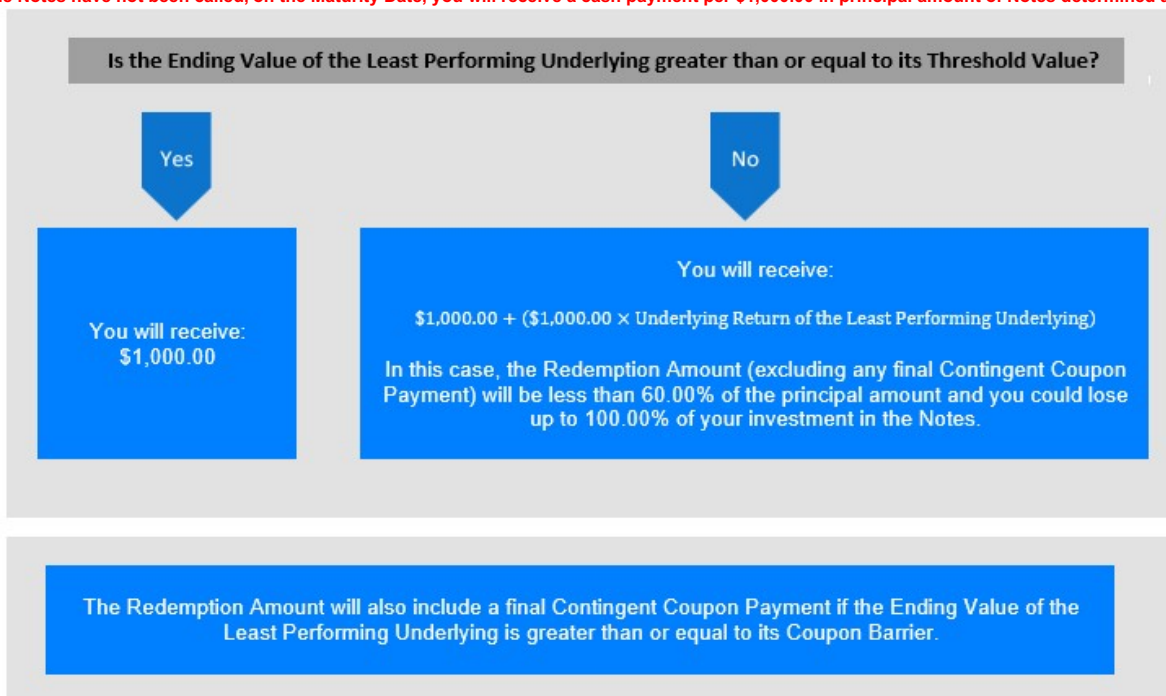 Notes have not been called, on the Maturity Date, you will receive a cash payment per $1,000.00 in principal amount of Notes determined
Is the Ending Value of the Least Performing Underlying greater than or equal to its Threshold Value?
Yes
No
You will receive:
$1,000.00
You will receive:
$1,000.00 + ($1,000.00 × Underlying Return of the Least Performing Underlying)
In this case, the Redemption Amount (excluding any final Contingent Coupon
Payment) will be less than 60.00% of the principal amount and you could lose
up to 100.00% of your investment in the Notes.
The Redemption Amount will also include a final Contingent Coupon Payment if the Ending Value of the
Least Performing Underlying is greater than or equal to its Coupon Barrier.